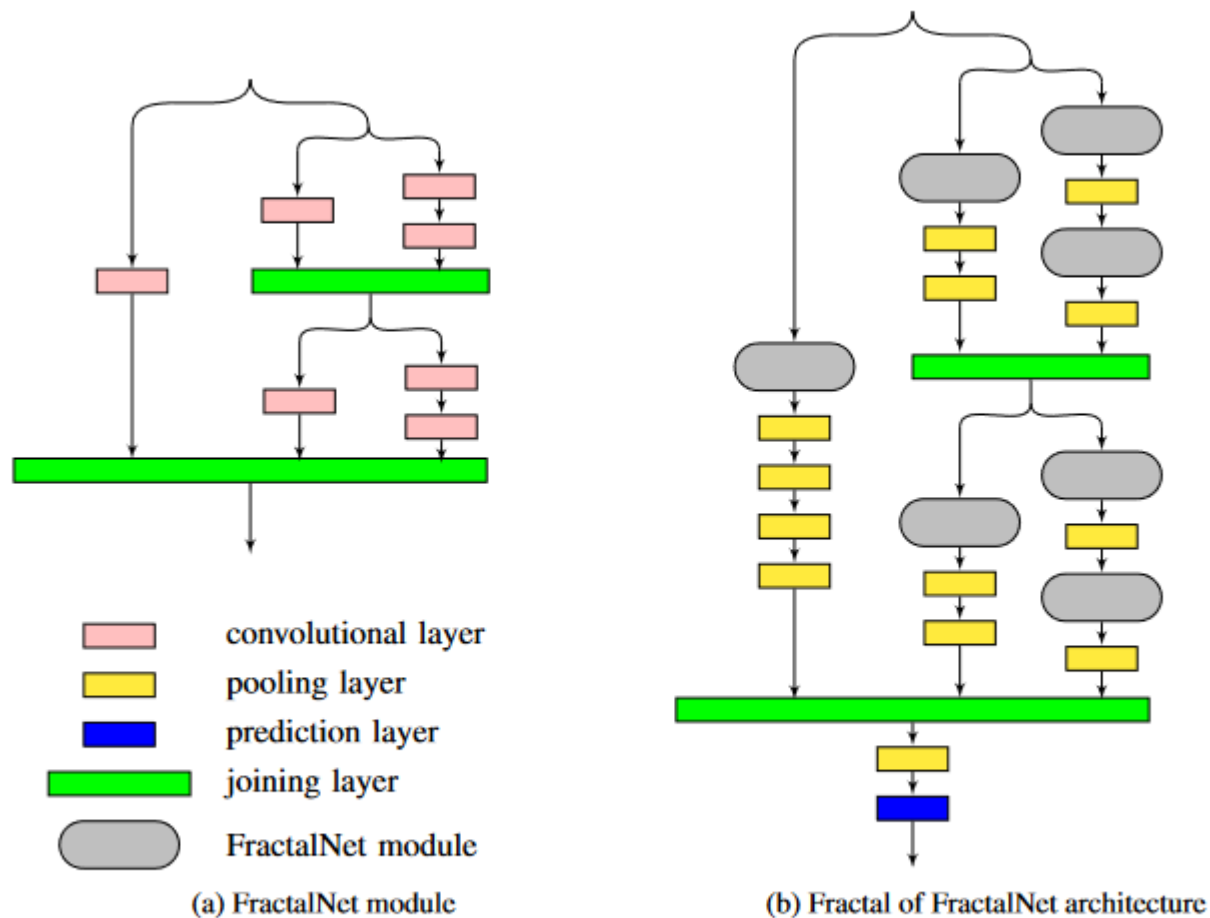 convolutional layer
pooling layer
prediction layer
joining layer
FractalNet module
(a) FractalNet module
(b) Fractal of FractalNet architecture